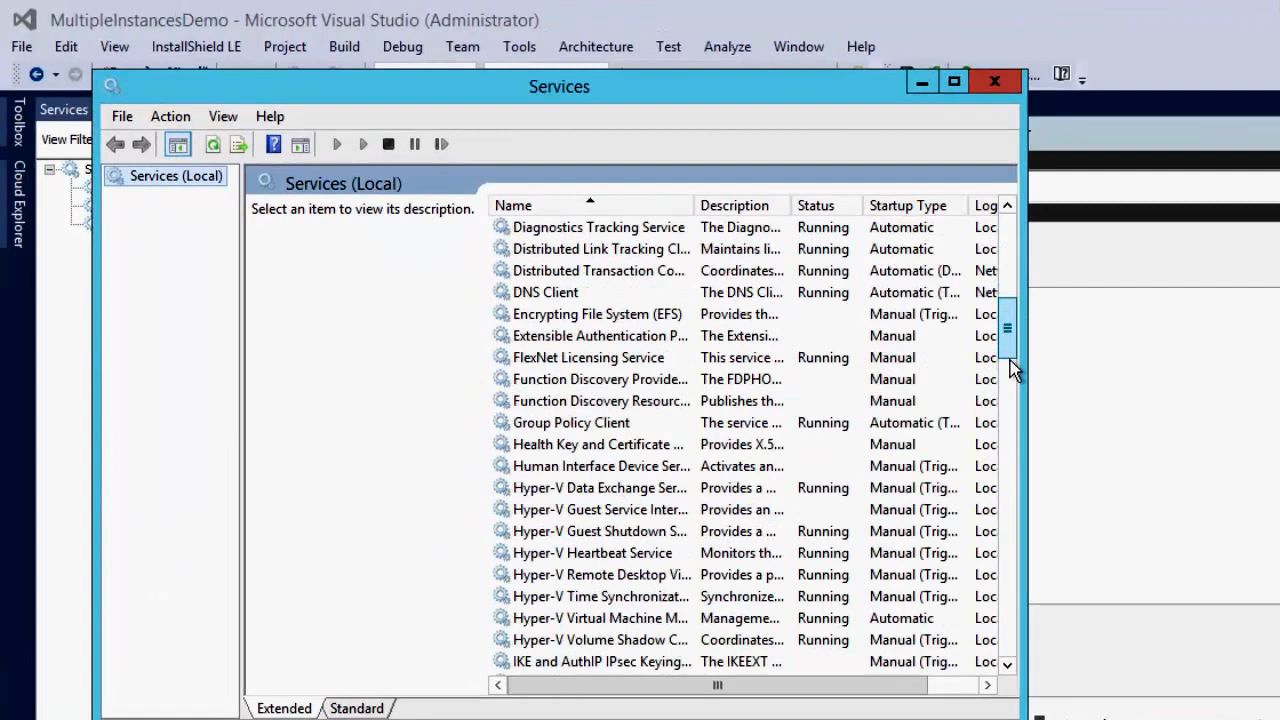 MultipleInstancesDemo - Microsoft Visual Studio (Administrator)
File Edit View InstallShield LE Project Build Debug Team Tools Architecture Test Analyze Window Help
Services
File Action View Help
Toolbox
Cloud Explorer
Services
View Filte
Services (Local)
Services (Local)
Select an item to view its description.
Name Description Status Startup Type Log
Diagnostics Tracking Service The Diagno... Running Automatic Loc
Distributed Link Tracking Cl... Maintains li... Running Automatic Loc
Distributed Transaction Co... Coordinates... Running Automatic (D... Net
DNS Client The DNS Cli... Running Automatic (T... Net
Encrypting File System (EFS) Provides th... Manual (Trig... Loc
Extensible Authentication P... The Extensi... Manual Loc
FlexNet Licensing Service This service ... Running Manual Loc
Function Discovery Provide... The FDPHO... Manual Loc
Function Discovery Resourc... Publishes th... Manual Loc
Group Policy Client The service ... Running Automatic (T... Loc
Health Key and Certificate ... Provides X.5... Manual Loc
Human Interface Device Ser... Activates an... Manual (Trig... Loc
Hyper-V Data Exchange Ser... Provides a ... Running Manual (Trig... Loc
Hyper-V Guest Service Inter... Provides an ... Manual (Trig... Loc
Hyper-V Guest Shutdown S... Provides a ... Running Manual (Trig... Loc
Hyper-V Heartbeat Service Monitors th... Running Manual (Trig... Loc
Hyper-V Remote Desktop Vi... Provides a p... Running Manual (Trig... Loc
Hyper-V Time Synchronizat... Synchronize... Running Manual (Trig... Loc
Hyper-V Virtual Machine M... Manageme... Running Automatic Loc
Hyper-V Volume Shadow C... Coordinates... Running Manual (Trig... Loc
IKE and AuthIP IPsec Keying... The IKEEXT ... Manual (Trig... Loc
Extended Standard